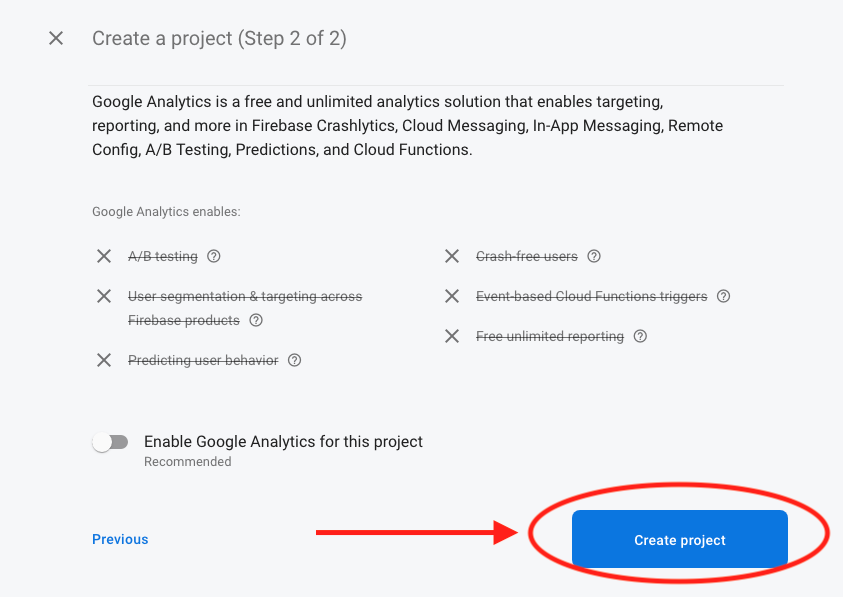 Create a project (Step 2 of 2)
Google Analytics is a free and unlimited analytics solution that enables targeting,
reporting, and more in Firebase Crashlytics, Cloud Messaging, In-App Messaging, Remote
Config, A/B Testing, Predictions, and Cloud Functions.
Google Analytics enables:
A/B testing
User segmentation & targeting across
Firebase products
Predicting user behavior
Crash-free users
Event-based Cloud Functions triggers
Free unlimited reporting
Enable Google Analytics for this project
Recommended
Previous
Create project